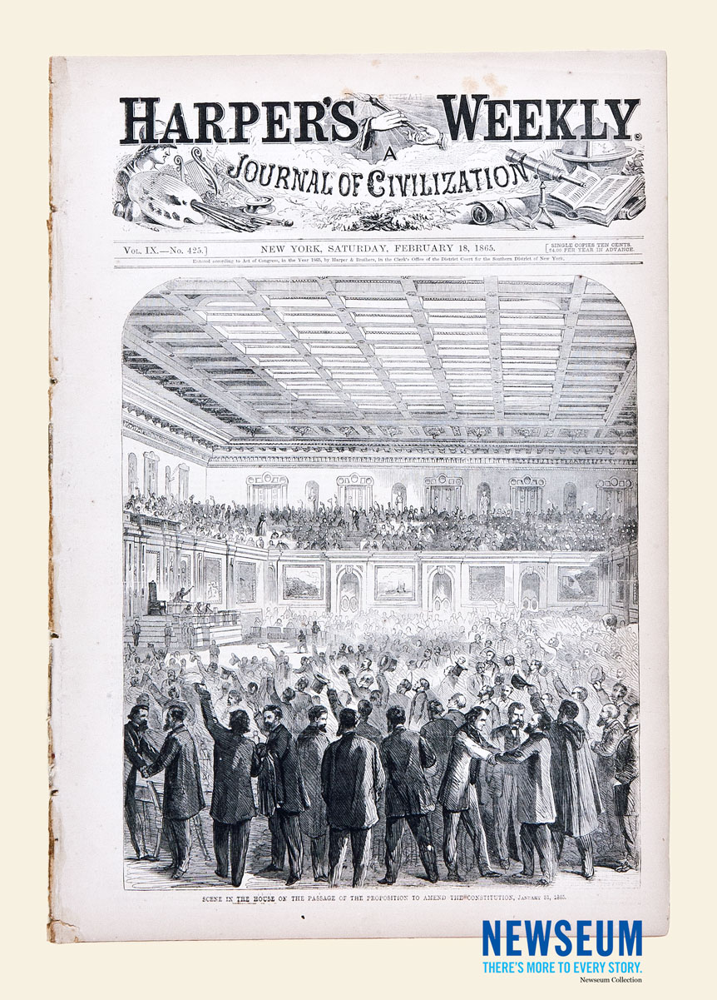 HARPER'S WEEKLY.
A
JOURNAL OF CIVILIZATION.
VOL. IX.—No. 425.]
NEW YORK, SATURDAY, FEBRUARY 18, 1865.
[SINGLE COPIES TEN CENTS.
$4.00 PER YEAR IN ADVANCE.
Entered according to Act of Congress, in the Year 1865, by Harper & Brothers, in the Clerk's Office of the District Court for the Southern District of New York.
SCENE IN THE HOUSE ON THE PASSAGE OF THE PROPOSITION TO AMEND THE CONSTITUTION, JANUARY 31, 1865.
NEWSEUM
THERE'S MORE TO EVERY STORY.
Newseum Collection